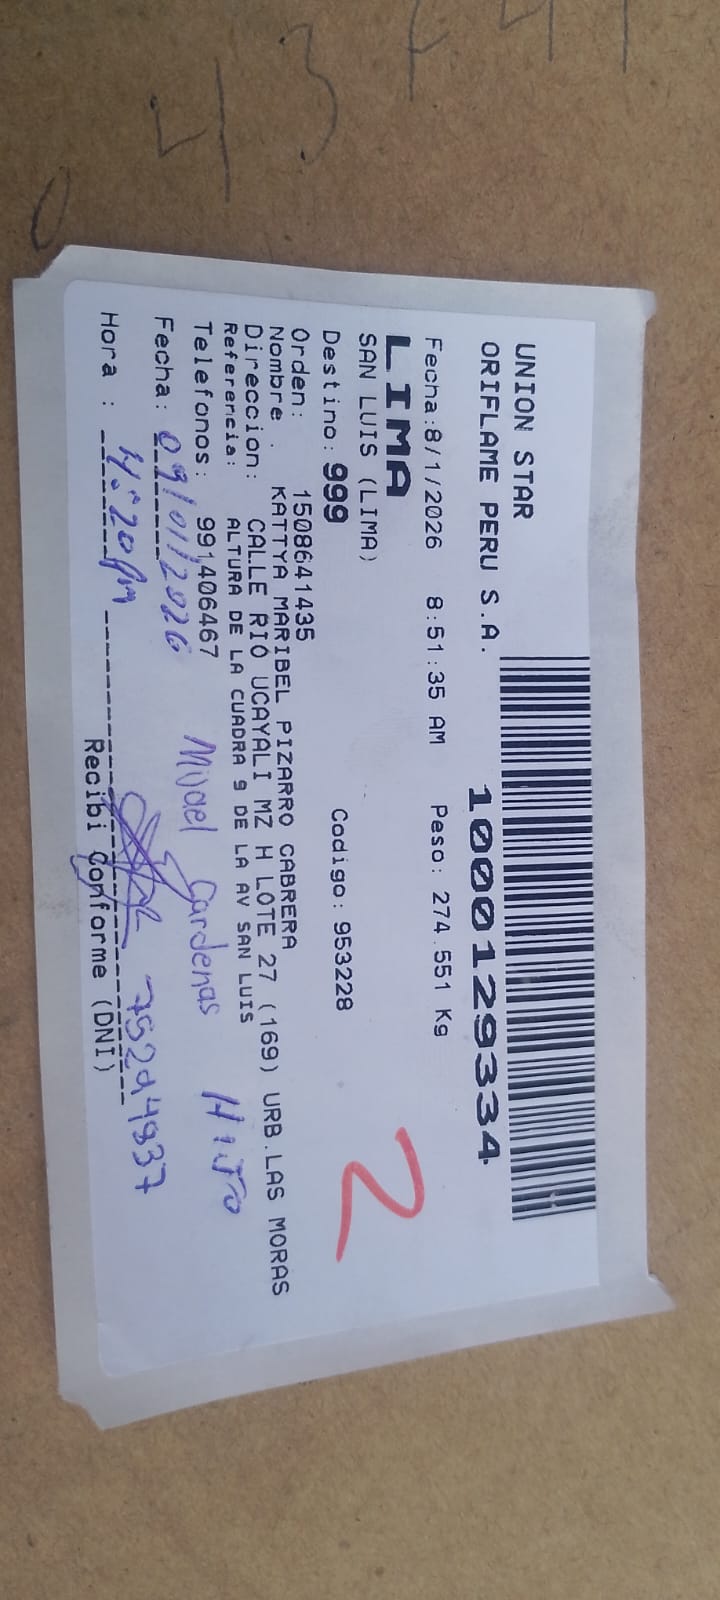 UNION STAR
ORIFLAME PERU S.A.
10001129334
Fecha:8/1/2026 8:51:35 AM Peso: 274.551 Kg
LIMA
SAN LUIS (LIMA)
Destino: 999 Codigo: 953228
2
Orden: 1508641435
Nombre : KATTYA MARIBEL PIZARRO CABRERA
Direccion: CALLE RIO UCAYALI MZ H LOTE 27 (169) URB.LAS MORAS
Referencia: ALTURA DE LA CUADRA 9 DE LA AV SAN LUIS
Telefonos: 991406467
Fecha: 09/01/2026 Miguel Cardenas Hijo
Hora : 4:20 pm
Recibi Conforme (DNI)